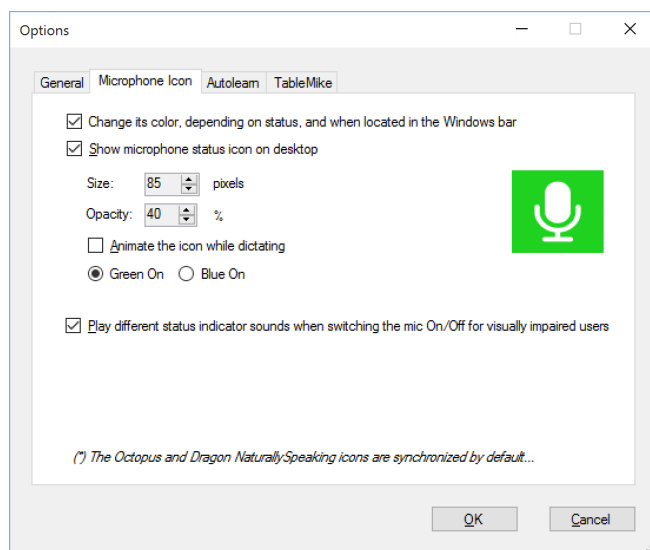 Options
General Microphone Icon Autolearn TableMike
Change its color, depending on status, and when located in the Windows bar
Show microphone status icon on desktop
Size: 85 pixels
Opacity: 40 %
Animate the icon while dictating
Green On Blue On
Play different status indicator sounds when switching the mic On/Off for visually impaired users
(*) The Octopus and Dragon NaturallySpeaking icons are synchronized by default...
OK Cancel